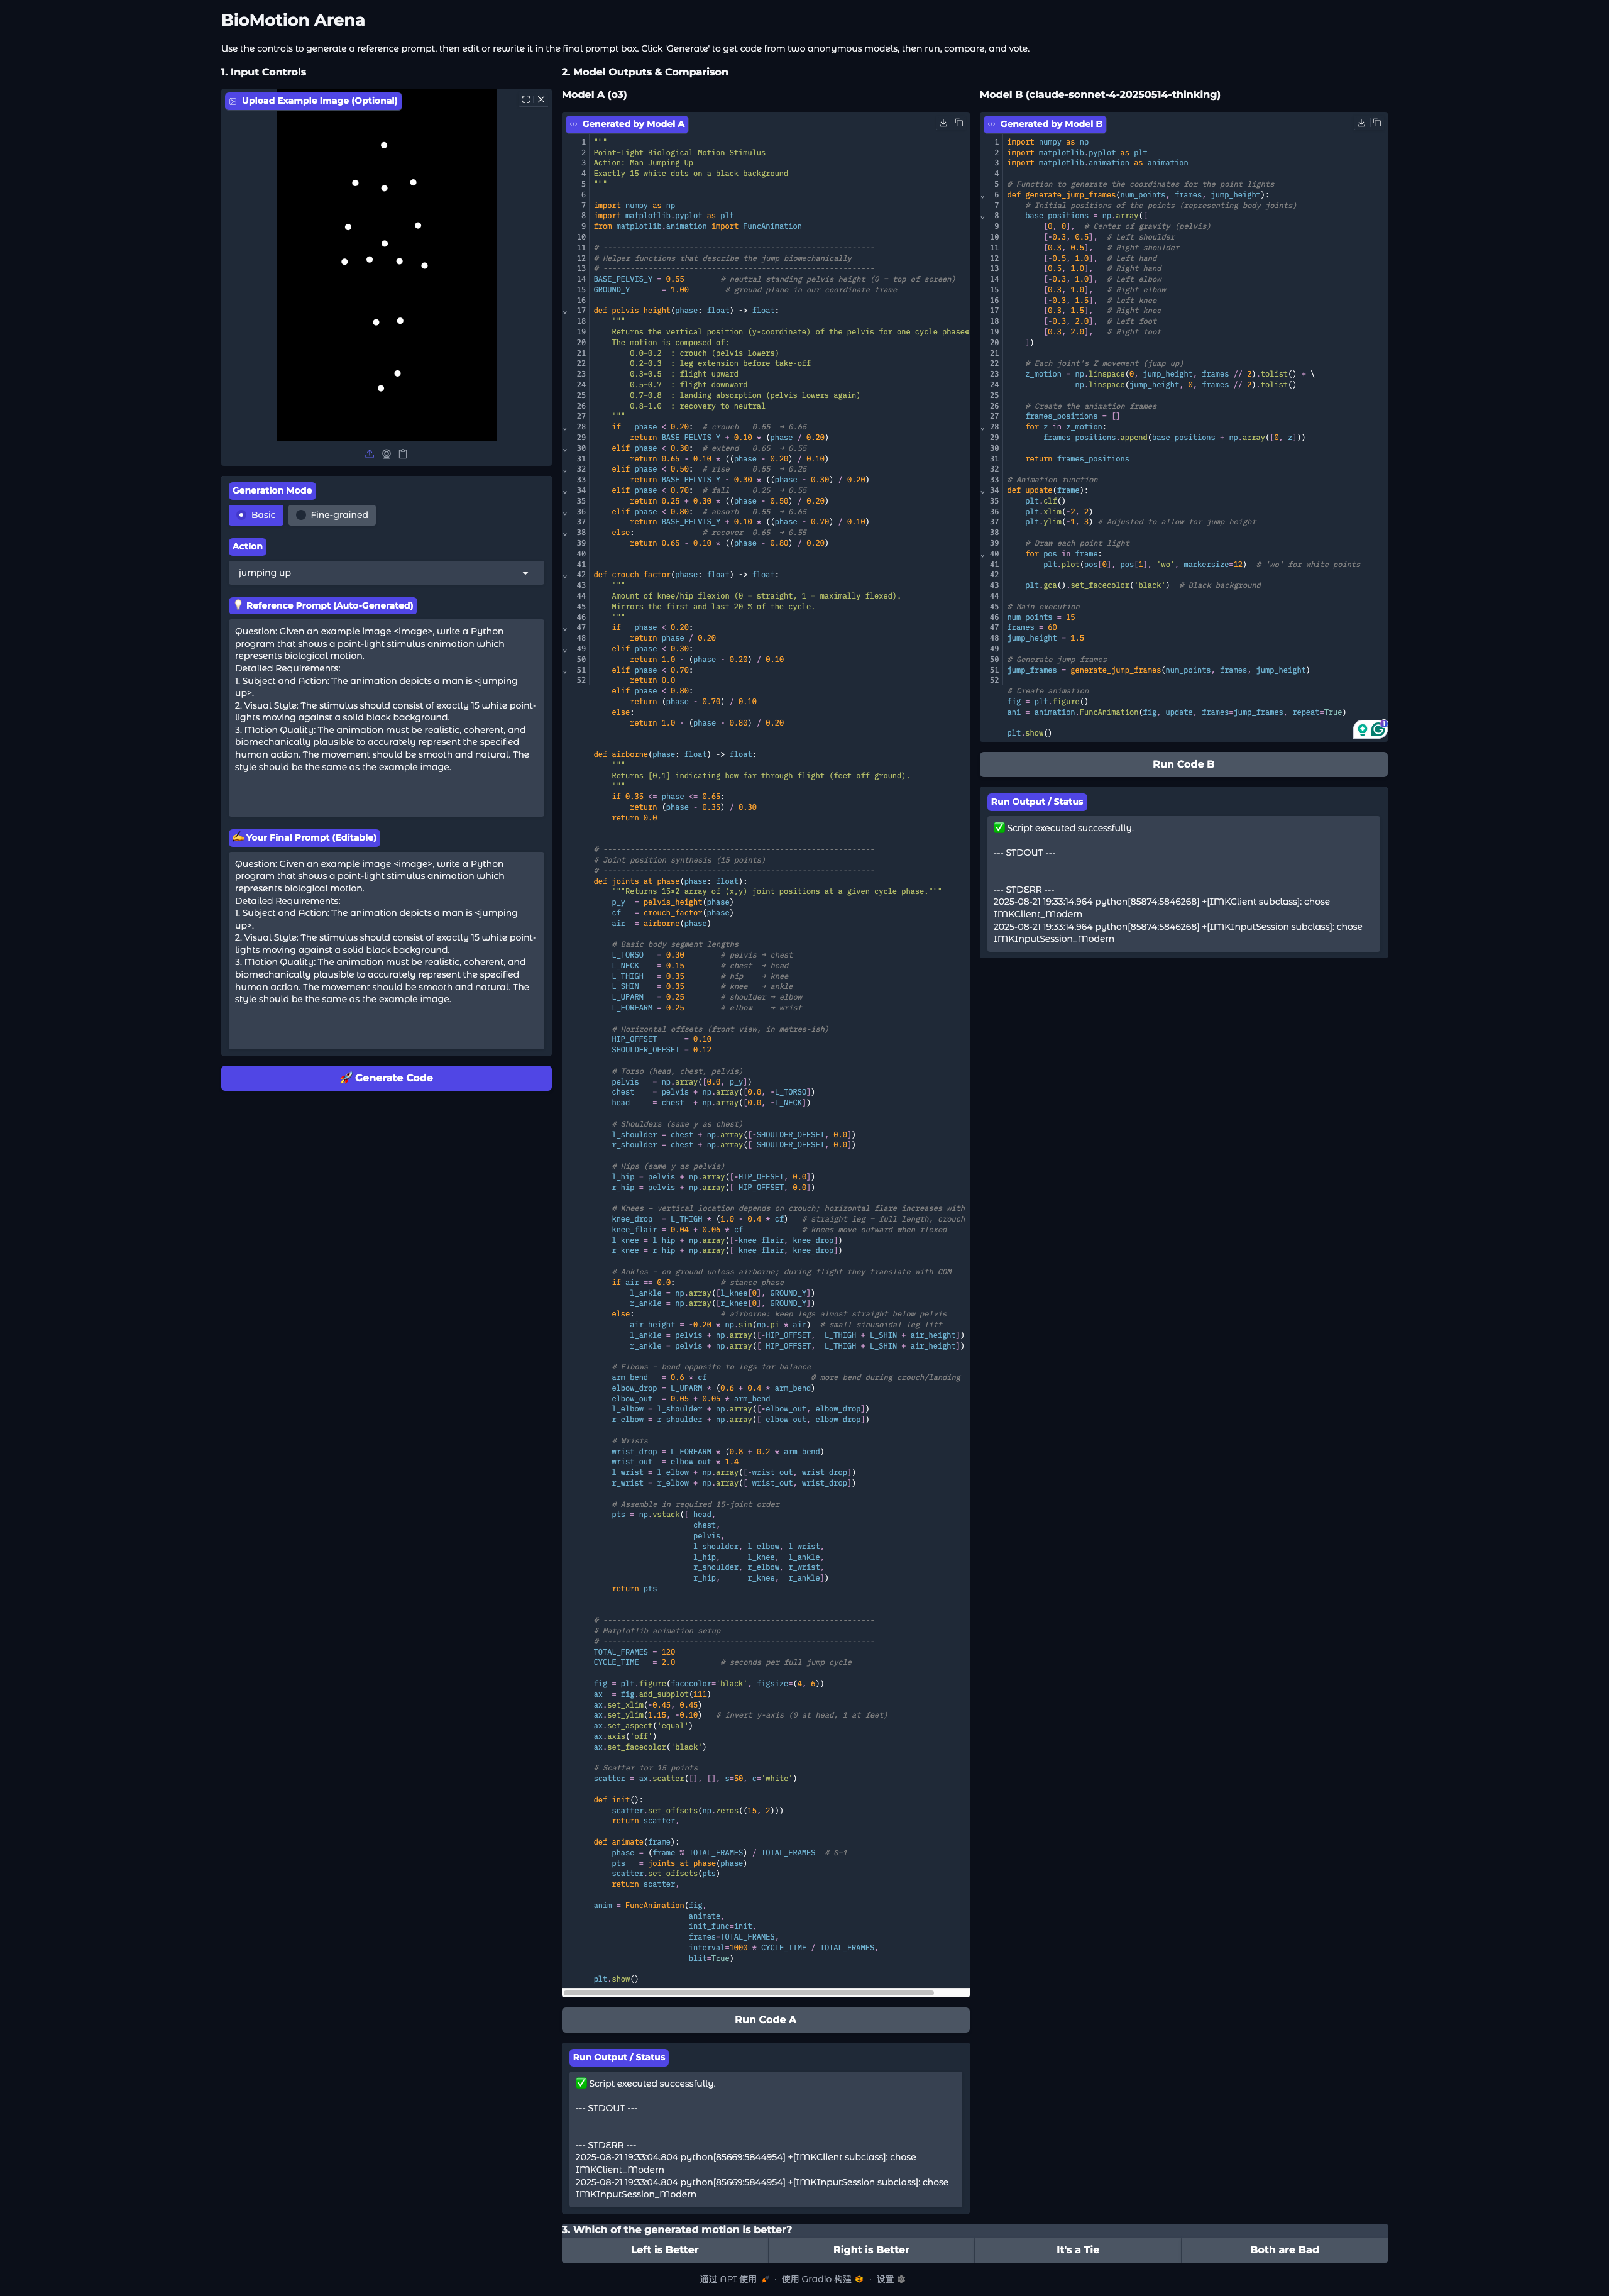 BioMotion Arena
Use the controls to generate a reference prompt, then edit or rewrite it in the final prompt box. Click 'Generate' to get code from two anonymous models, then run, compare, and vote.
1. Input Controls
Upload Example Image (Optional)
Generation Mode
Basic
Fine-grained
Action
jumping up
💡 Reference Prompt (Auto-Generated)
Question: Given an example image <image>, write a Python
program that shows a point-light stimulus animation which
represents biological motion.
Detailed Requirements:
1. Subject and Action: The animation depicts a man is <jumping
up>.
2. Visual Style: The stimulus should consist of exactly 15 white point-
lights moving against a solid black background.
3. Motion Quality: The animation must be realistic, coherent, and
biomechanically plausible to accurately represent the specified
human action. The movement should be smooth and natural. The
style should be the same as the example image.
✍️ Your Final Prompt (Editable)
Question: Given an example image <image>, write a Python
program that shows a point-light stimulus animation which
represents biological motion.
Detailed Requirements:
1. Subject and Action: The animation depicts a man is <jumping
up>.
2. Visual Style: The stimulus should consist of exactly 15 white point-
lights moving against a solid black background.
3. Motion Quality: The animation must be realistic, coherent, and
biomechanically plausible to accurately represent the specified
human action. The movement should be smooth and natural. The
style should be the same as the example image.
🚀 Generate Code
2. Model Outputs & Comparison
Model A (o3)
Generated by Model A
1 """
2 Point-Light Biological Motion Stimulus
3 Action: Man Jumping Up
4 Exactly 15 white dots on a black background
5 """
6
7 import numpy as np
8 import matplotlib.pyplot as plt
9 from matplotlib.animation import FuncAnimation
10
11 # ------------------------------------------------------------
12 # Helper functions that describe the jump biomechanically
13 # ------------------------------------------------------------
14 BASE_PELVIS_Y = 0.55        # neutral standing pelvis height (0 = top of screen)
15 GROUND_Y      = 1.00        # ground plane in our coordinate frame
16
17 def pelvis_height(phase: float) -> float:
18     """
19     Returns the vertical position (y-coordinate) of the pelvis for one cycle phase
20     The motion is composed of:
21         0.0–0.2  : crouch (pelvis lowers)
22         0.2–0.3  : leg extension before take-off
23         0.3–0.5  : flight upward
24         0.5–0.7  : flight downward
25         0.7–0.8  : landing absorption (pelvis lowers again)
26         0.8–1.0  : recovery to neutral
27     """
28     if   phase < 0.20:  # crouch   0.55  → 0.65
29         return BASE_PELVIS_Y + 0.10 * (phase / 0.20)
30     elif phase < 0.30:  # extend   0.65  → 0.55
31         return 0.65 - 0.10 * ((phase - 0.20) / 0.10)
32     elif phase < 0.50:  # rise     0.55  → 0.25
33         return BASE_PELVIS_Y - 0.30 * ((phase - 0.30) / 0.20)
34     elif phase < 0.70:  # fall     0.25  → 0.55
35         return 0.25 + 0.30 * ((phase - 0.50) / 0.20)
36     elif phase < 0.80:  # absorb   0.55  → 0.65
37         return BASE_PELVIS_Y + 0.10 * ((phase - 0.70) / 0.10)
38     else:               # recover  0.65  → 0.55
39         return 0.65 - 0.10 * ((phase - 0.80) / 0.20)
40
41
42 def crouch_factor(phase: float) -> float:
43     """
44     Amount of knee/hip flexion (0 = straight, 1 = maximally flexed).
45     Mirrors the first and last 20 % of the cycle.
46     """
47     if   phase < 0.20:
48         return phase / 0.20
49     elif phase < 0.30:
50         return 1.0 - (phase - 0.20) / 0.10
51     elif phase < 0.70:
52         return 0.0
    elif phase < 0.80:
        return (phase - 0.70) / 0.10
    else:
        return 1.0 - (phase - 0.80) / 0.20
def airborne(phase: float) -> float:
    """
    Returns [0,1] indicating how far through flight (feet off ground).
    """
    if 0.35 <= phase <= 0.65:
        return (phase - 0.35) / 0.30
    return 0.0
# ------------------------------------------------------------
# Joint position synthesis (15 points)
# ------------------------------------------------------------
def joints_at_phase(phase: float):
    """Returns 15×2 array of (x,y) joint positions at a given cycle phase."""
    p_y  = pelvis_height(phase)
    cf   = crouch_factor(phase)
    air  = airborne(phase)
    # Basic body segment lengths
    L_TORSO   = 0.30        # pelvis → chest
    L_NECK    = 0.15        # chest  → head
    L_THIGH   = 0.35        # hip    → knee
    L_SHIN    = 0.35        # knee   → ankle
    L_UPARM   = 0.25        # shoulder → elbow
    L_FOREARM = 0.25        # elbow    → wrist
    # Horizontal offsets (front view, in metres-ish)
    HIP_OFFSET      = 0.10
    SHOULDER_OFFSET = 0.12
    # Torso (head, chest, pelvis)
    pelvis   = np.array([0.0, p_y])
    chest    = pelvis + np.array([0.0, -L_TORSO])
    head     = chest  + np.array([0.0, -L_NECK])
    # Shoulders (same y as chest)
    l_shoulder = chest + np.array([-SHOULDER_OFFSET, 0.0])
    r_shoulder = chest + np.array([ SHOULDER_OFFSET, 0.0])
    # Hips (same y as pelvis)
    l_hip = pelvis + np.array([-HIP_OFFSET, 0.0])
    r_hip = pelvis + np.array([ HIP_OFFSET, 0.0])
    # Knees – vertical location depends on crouch; horizontal flare increases with
    knee_drop  = L_THIGH * (1.0 - 0.4 * cf)   # straight leg = full length, crouch
    knee_flair = 0.04 + 0.06 * cf             # knees move outward when flexed
    l_knee = l_hip + np.array([-knee_flair, knee_drop])
    r_knee = r_hip + np.array([ knee_flair, knee_drop])
    # Ankles – on ground unless airborne; during flight they translate with COM
    if air == 0.0:          # stance phase
        l_ankle = np.array([l_knee[0], GROUND_Y])
        r_ankle = np.array([r_knee[0], GROUND_Y])
    else:                   # airborne: keep legs almost straight below pelvis
        air_height = -0.20 * np.sin(np.pi * air)  # small sinusoidal leg lift
        l_ankle = pelvis + np.array([-HIP_OFFSET,  L_THIGH + L_SHIN + air_height])
        r_ankle = pelvis + np.array([ HIP_OFFSET,  L_THIGH + L_SHIN + air_height])
    # Elbows – bend opposite to legs for balance
    arm_bend   = 0.6 * cf                       # more bend during crouch/landing
    elbow_drop = L_UPARM * (0.6 + 0.4 * arm_bend)
    elbow_out  = 0.05 + 0.05 * arm_bend
    l_elbow = l_shoulder + np.array([-elbow_out, elbow_drop])
    r_elbow = r_shoulder + np.array([ elbow_out, elbow_drop])
    # Wrists
    wrist_drop = L_FOREARM * (0.8 + 0.2 * arm_bend)
    wrist_out  = elbow_out * 1.4
    l_wrist = l_elbow + np.array([-wrist_out, wrist_drop])
    r_wrist = r_elbow + np.array([ wrist_out, wrist_drop])
    # Assemble in required 15-joint order
    pts = np.vstack([ head,
                      chest,
                      pelvis,
                      l_shoulder, l_elbow, l_wrist,
                      l_hip,      l_knee,  l_ankle,
                      r_shoulder, r_elbow, r_wrist,
                      r_hip,      r_knee,  r_ankle])
    return pts
# ------------------------------------------------------------
# Matplotlib animation setup
# ------------------------------------------------------------
TOTAL_FRAMES = 120
CYCLE_TIME   = 2.0          # seconds per full jump cycle
fig = plt.figure(facecolor='black', figsize=(4, 6))
ax  = fig.add_subplot(111)
ax.set_xlim(-0.45, 0.45)
ax.set_ylim(1.15, -0.10)   # invert y-axis (0 at head, 1 at feet)
ax.set_aspect('equal')
ax.axis('off')
ax.set_facecolor('black')
# Scatter for 15 points
scatter = ax.scatter([], [], s=50, c='white')
def init():
    scatter.set_offsets(np.zeros((15, 2)))
    return scatter,
def animate(frame):
    phase = (frame % TOTAL_FRAMES) / TOTAL_FRAMES  # 0–1
    pts   = joints_at_phase(phase)
    scatter.set_offsets(pts)
    return scatter,
anim = FuncAnimation(fig,
                     animate,
                     init_func=init,
                     frames=TOTAL_FRAMES,
                     interval=1000 * CYCLE_TIME / TOTAL_FRAMES,
                     blit=True)
plt.show()
Run Code A
Run Output / Status
✅ Script executed successfully.
--- STDOUT ---
--- STDERR ---
2025-08-21 19:33:04.804 python[85669:5844954] +[IMKClient subclass]: chose
IMKClient_Modern
2025-08-21 19:33:04.804 python[85669:5844954] +[IMKInputSession subclass]: chose
IMKInputSession_Modern
Model B (claude-sonnet-4-20250514-thinking)
Generated by Model B
1 import numpy as np
2 import matplotlib.pyplot as plt
3 import matplotlib.animation as animation
4
5 # Function to generate the coordinates for the point lights
6 def generate_jump_frames(num_points, frames, jump_height):
7     # Initial positions of the points (representing body joints)
8     base_positions = np.array([
9         [0, 0],  # Center of gravity (pelvis)
10         [-0.3, 0.5],  # Left shoulder
11         [0.3, 0.5],   # Right shoulder
12         [-0.5, 1.0],  # Left hand
13         [0.5, 1.0],   # Right hand
14         [-0.3, 1.0],  # Left elbow
15         [0.3, 1.0],   # Right elbow
16         [-0.3, 1.5],  # Left knee
17         [0.3, 1.5],   # Right knee
18         [-0.3, 2.0],  # Left foot
19         [0.3, 2.0],   # Right foot
20     ])
21
22     # Each joint's Z movement (jump up)
23     z_motion = np.linspace(0, jump_height, frames // 2).tolist() + \
24                np.linspace(jump_height, 0, frames // 2).tolist()
25
26     # Create the animation frames
27     frames_positions = []
28     for z in z_motion:
29         frames_positions.append(base_positions + np.array([0, z]))
30
31     return frames_positions
32
33 # Animation function
34 def update(frame):
35     plt.clf()
36     plt.xlim(-2, 2)
37     plt.ylim(-1, 3) # Adjusted to allow for jump height
38
39     # Draw each point light
40     for pos in frame:
41         plt.plot(pos[0], pos[1], 'wo', markersize=12)  # 'wo' for white points
42
43     plt.gca().set_facecolor('black')  # Black background
44
45 # Main execution
46 num_points = 15
47 frames = 60
48 jump_height = 1.5
49
50 # Generate jump frames
51 jump_frames = generate_jump_frames(num_points, frames, jump_height)
52
# Create animation
fig = plt.figure()
ani = animation.FuncAnimation(fig, update, frames=jump_frames, repeat=True)
plt.show()
Run Code B
Run Output / Status
✅ Script executed successfully.
--- STDOUT ---
--- STDERR ---
2025-08-21 19:33:14.964 python[85874:5846268] +[IMKClient subclass]: chose
IMKClient_Modern
2025-08-21 19:33:14.964 python[85874:5846268] +[IMKInputSession subclass]: chose
IMKInputSession_Modern
3. Which of the generated motion is better?
Left is Better
Right is Better
It's a Tie
Both are Bad
通过 API 使用 · 使用 Gradio 构建 · 设置